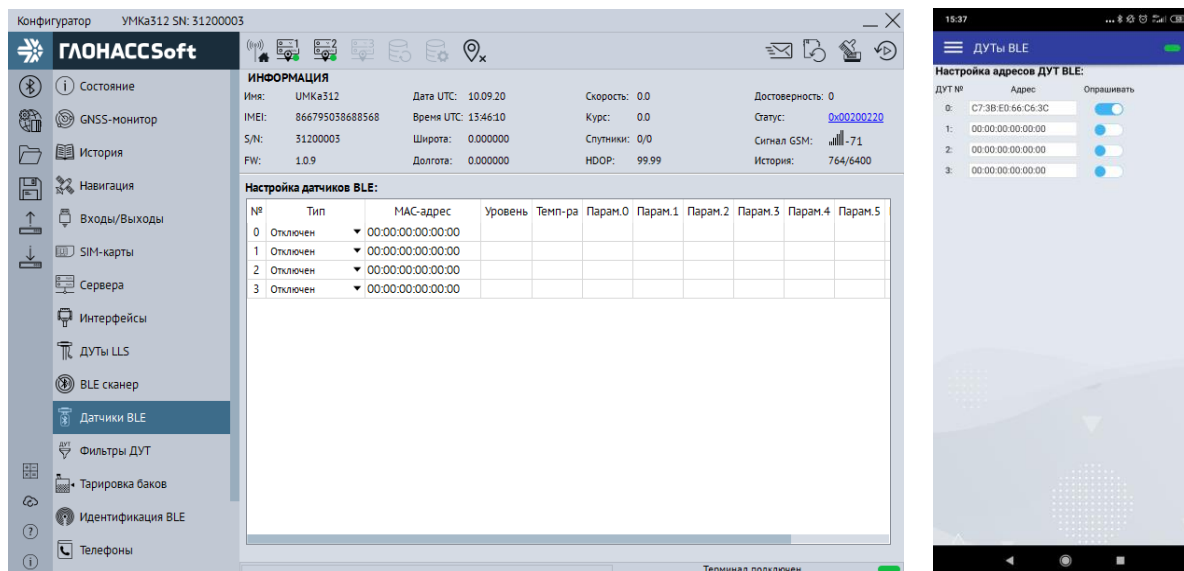 Конфигуратор УМКа312 SN: 31200003
ГЛОНАССSoft
Состояние
GNSS-монитор
История
Навигация
Входы/Выходы
SIM-карты
Сервера
Интерфейсы
ДУТы LLS
BLE сканер
Датчики BLE
Фильтры ДУТ
Тарировка баков
Идентификация BLE
Телефоны
ИНФОРМАЦИЯ
Имя: УМКа312 Дата UTC: 10.09.20 Скорость: 0.0 Достоверность: 0
IMEI: 866795038688568 Время UTC: 13:46:10 Курс: 0.0 Статус: 0x00200220
S/N: 31200003 Широта: 0.000000 Спутники: 0/0 Сигнал GSM: -71
FW: 1.0.9 Долгота: 0.000000 HDOP: 99.99 История: 764/6400
Настройка датчиков BLE:
№ Тип MAC-адрес Уровень Темп-ра Парам.0 Парам.1 Парам.2 Парам.3 Парам.4 Парам.5
0 Отключен 00:00:00:00:00:00
1 Отключен 00:00:00:00:00:00
2 Отключен 00:00:00:00:00:00
3 Отключен 00:00:00:00:00:00
Терминал подключен
15:37
ДУТы BLE
Настройка адресов ДУТ BLE:
ДУТ № Адрес Опрашивать
0: C7:3B:E0:66:C6:3C
1: 00:00:00:00:00:00
2: 00:00:00:00:00:00
3: 00:00:00:00:00:00